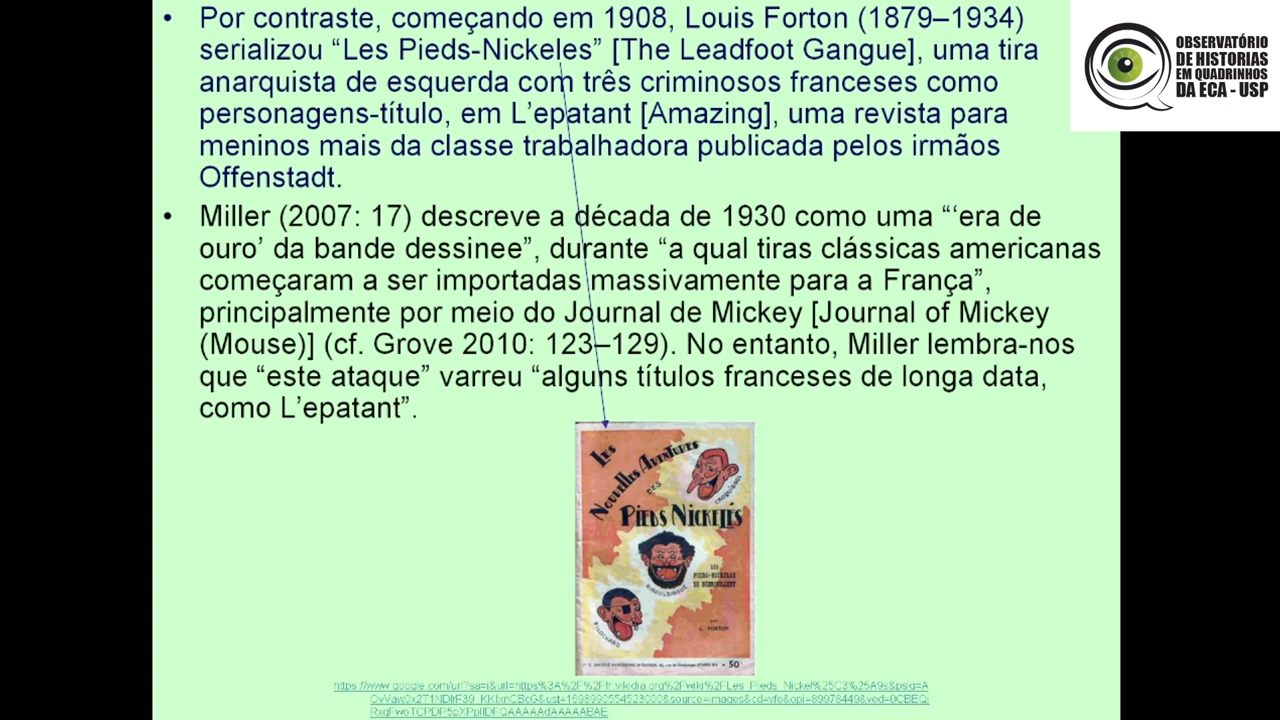 • Por contraste, começando em 1908, Louis Forton (1879–1934)
serializou “Les Pieds-Nickeles” [The Leadfoot Gangue], uma tira
anarquista de esquerda com três criminosos franceses como
personagens-título, em L’epatant [Amazing], uma revista para
meninos mais da classe trabalhadora publicada pelos irmãos
Offenstadt.
• Miller (2007: 17) descreve a década de 1930 como uma “‘era de
ouro’ da bande dessinee”, durante “a qual tiras clássicas americanas
começaram a ser importadas massivamente para a França”,
principalmente por meio do Journal de Mickey [Journal of Mickey
(Mouse)] (cf. Grove 2010: 123–129). No entanto, Miller lembra-nos
que “este ataque” varreu “alguns títulos franceses de longa data,
como L’epatant”.
OBSERVATÓRIO
DE HISTORIAS
EM QUADRINHOS
DA ECA - USP
LES
NOUVELLES AVENTURES
DES
PIEDS NICKELÉS
CROQUIGNOL
RIBOULDINGUE
LES
PIEDS-NICKELES
SE DEBROUILLENT
FILOCHARD
par
L. FORTON
50